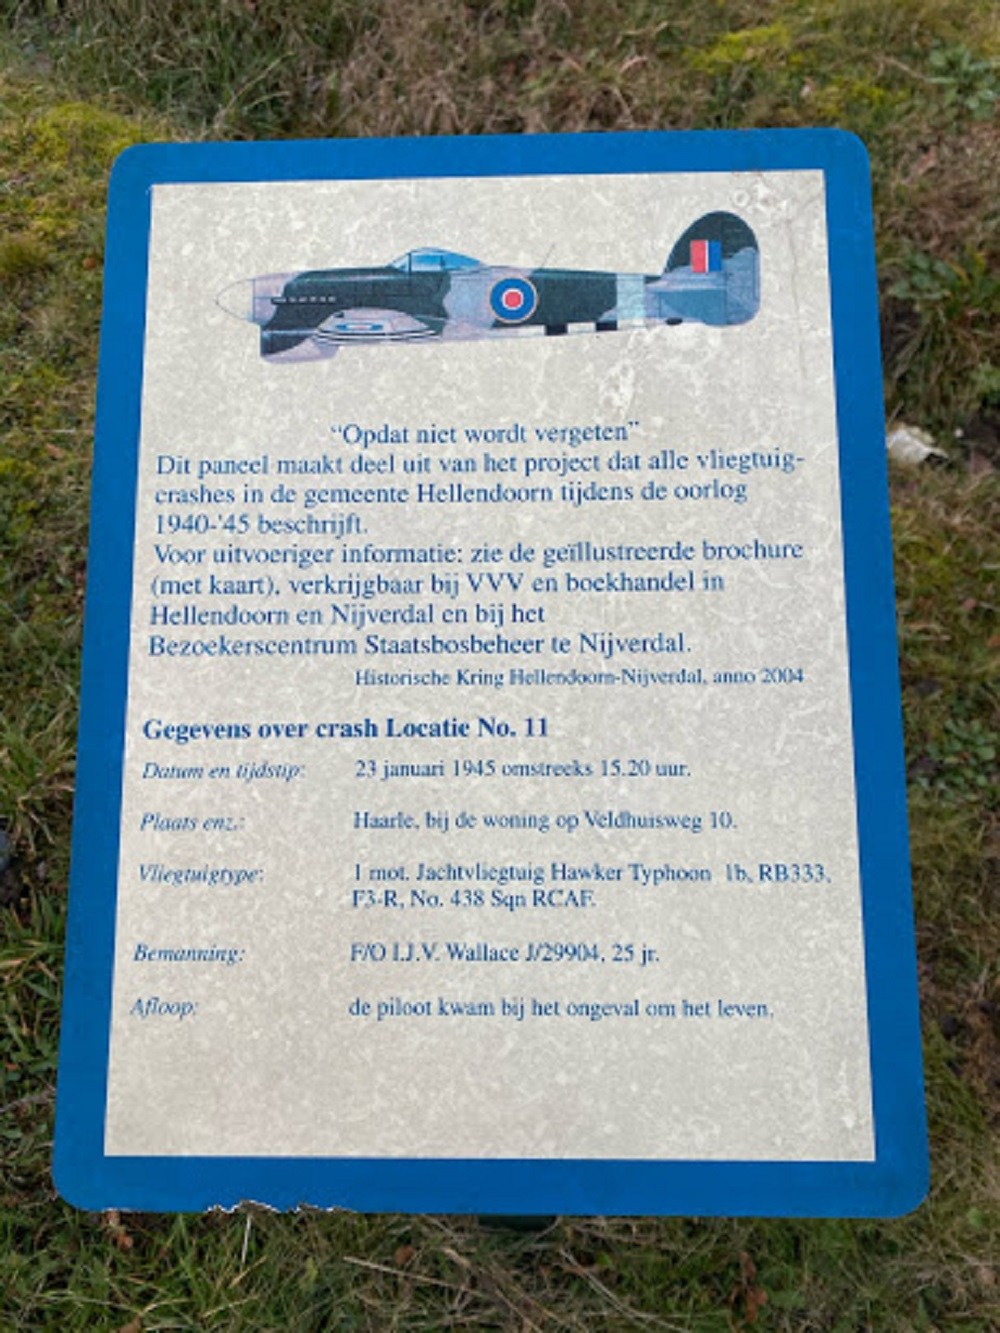 “Opdat niet wordt vergeten”
Dit paneel maakt deel uit van het project dat alle vliegtuig-
crashes in de gemeente Hellendoorn tijdens de oorlog
1940-'45 beschrijft.
Voor uitvoeriger informatie: zie de geïllustreerde brochure
(met kaart), verkrijgbaar bij VVV en boekhandel in
Hellendoorn en Nijverdal en bij het
Bezoekerscentrum Staatsbosbeheer te Nijverdal.
Historische Kring Hellendoorn-Nijverdal, anno 2004
Gegevens over crash Locatie No. 11
Datum en tijdstip: 23 januari 1945 omstreeks 15.20 uur.
Plaats enz.: Haarle, bij de woning op Veldhuisweg 10.
Vliegtuigtype: 1 mot. Jachtvliegtuig Hawker Typhoon 1b, RB333,
F3-R, No. 438 Sqn RCAF.
Bemanning: F/O I.J.V. Wallace J/29904, 25 jr.
Afloop: de piloot kwam bij het ongeval om het leven.